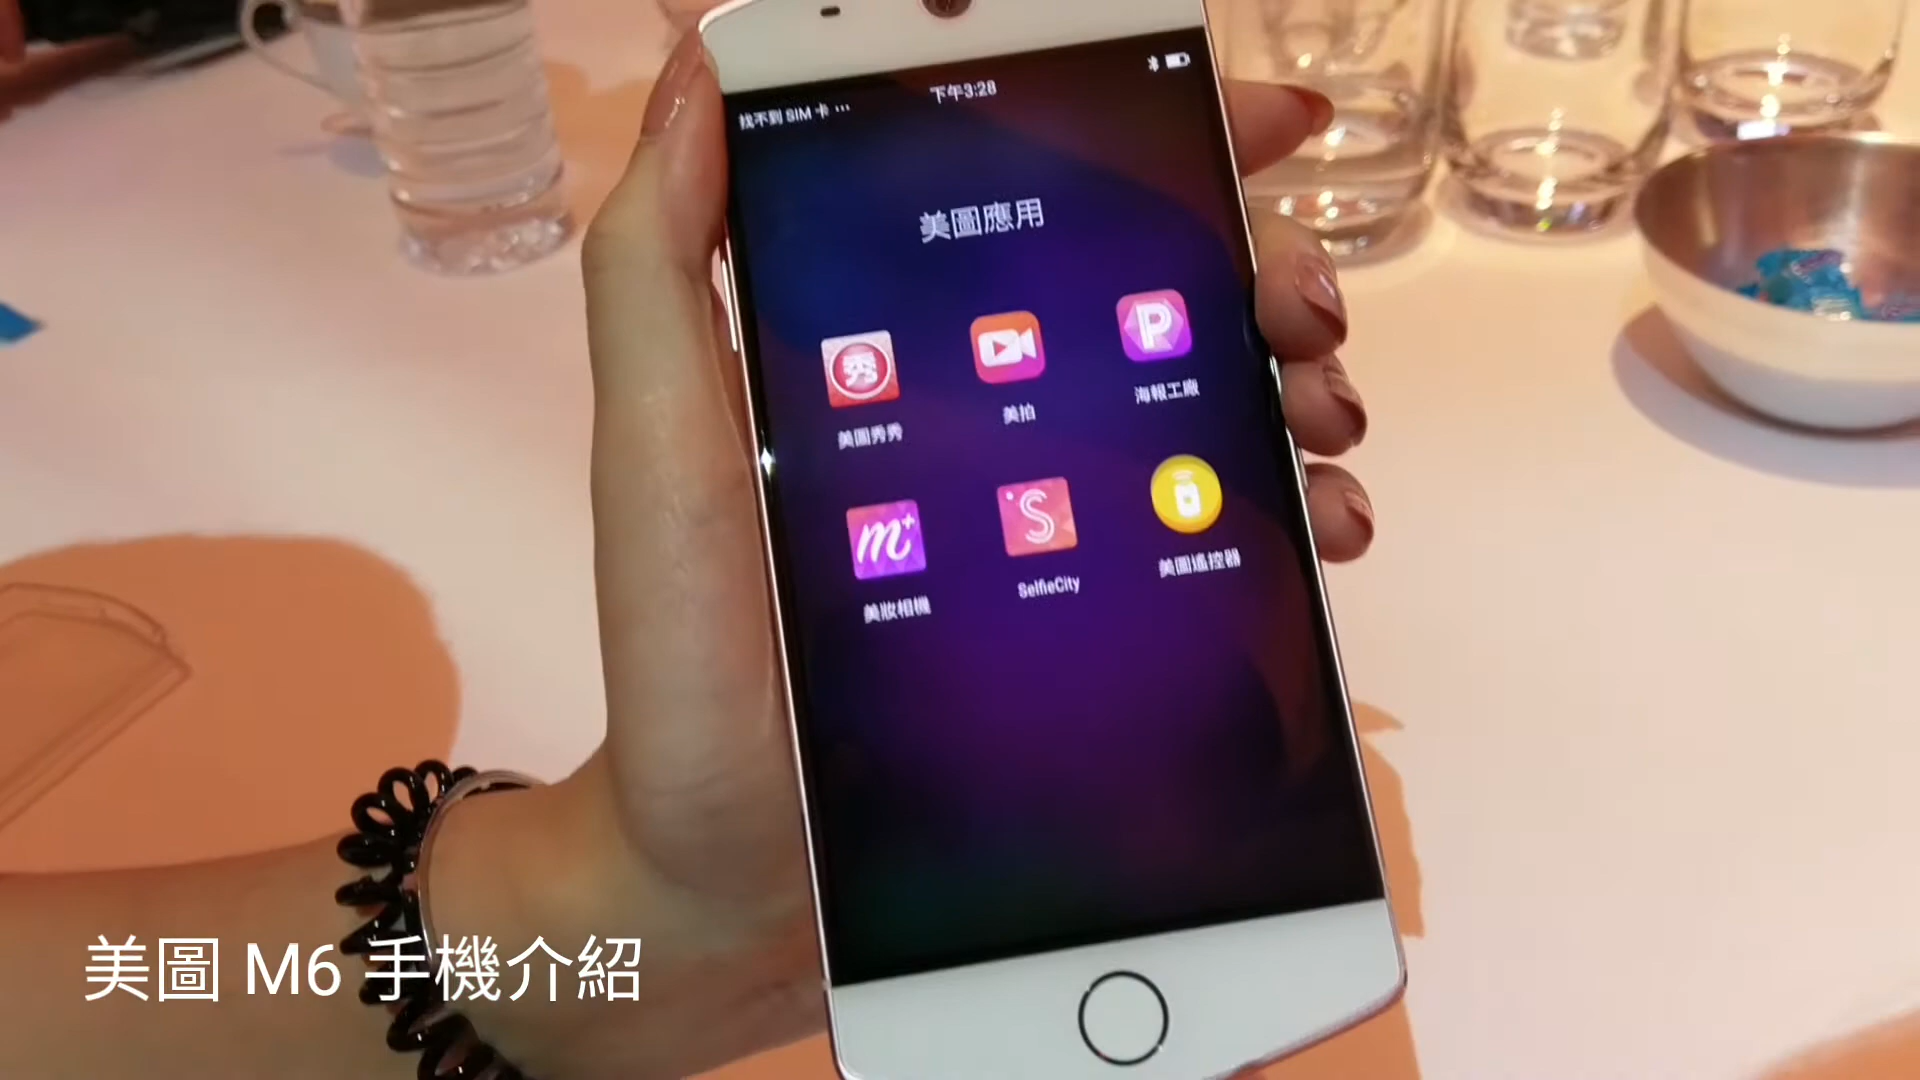 找不到 SIM 卡 ...
下午3:28
美圖應用
秀
P
美圖秀秀
美拍
海報工廠
m+
S
美妝相機
SelfieCity
美圖遙控器
美圖 M6 手機介紹